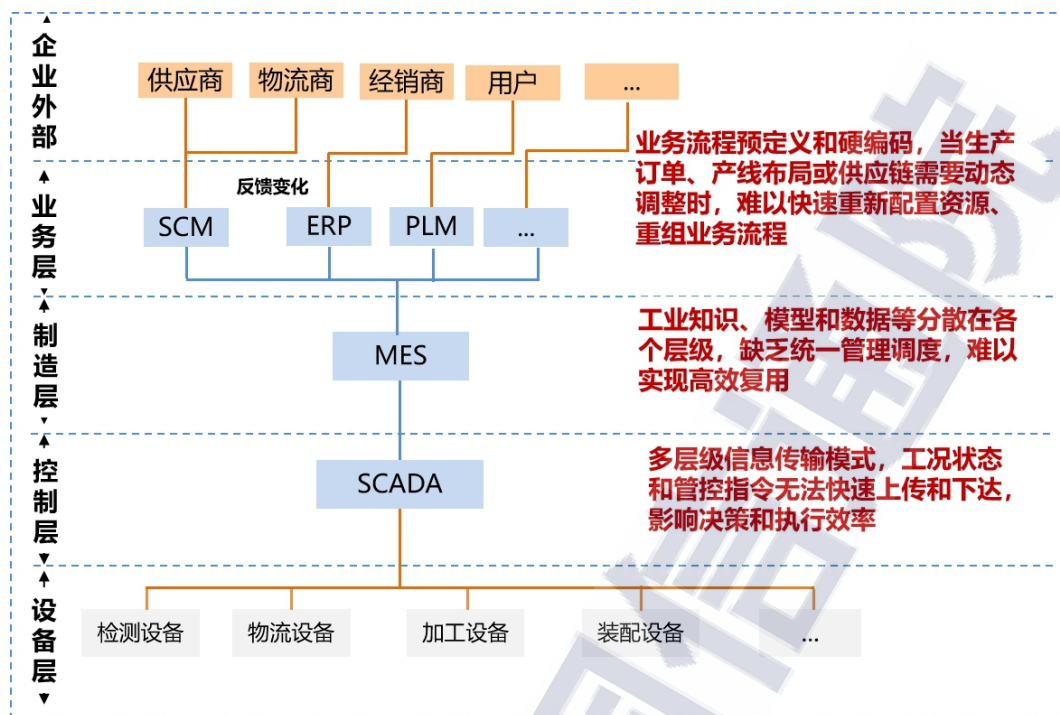 企业外部
供应商
物流商
经销商
用户
...
业务流程预定义和硬编码，当生产
订单、产线布局或供应链需要动态
调整时，难以快速重新配置资源、
重组业务流程
业务层
反馈变化
SCM
ERP
PLM
...
制造层
MES
工业知识、模型和数据等分散在各
个层级，缺乏统一管理调度，难以
实现高效复用
控制层
SCADA
多层级信息传输模式，工况状态
和管控指令无法快速上传和下达，
影响决策和执行效率
设备层
检测设备
物流设备
加工设备
装配设备
...
信通院